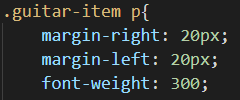 .guitar-item p{
    margin-right: 20px;
    margin-left: 20px;
    font-weight: 300;